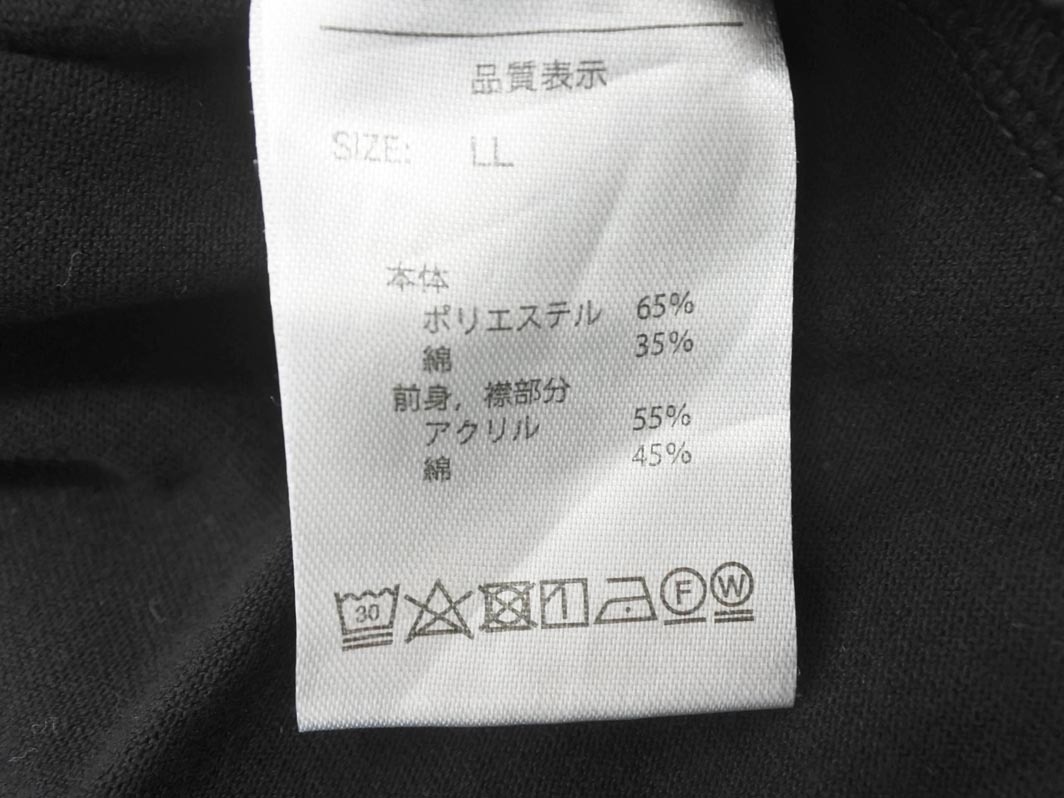 品質表示
SIZE: LL
本体
ポリエステル 65%
綿 35%
前身, 襟部分
アクリル 55%
綿 45%
30
F W